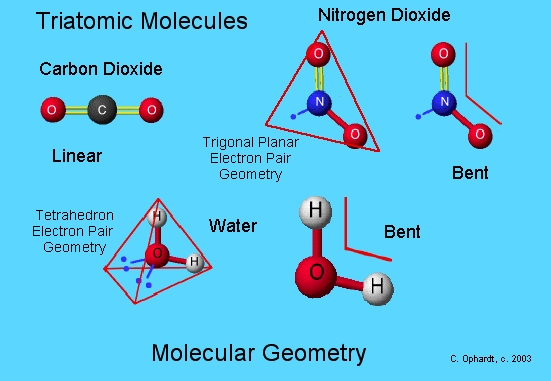 Triatomic Molecules
Nitrogen Dioxide
Carbon Dioxide
O C O
Linear
O
N
O
Trigonal Planar
Electron Pair
Geometry
O
N
O
Bent
Tetrahedron
Electron Pair
Geometry
H
O
H
Water
H
O
H
Bent
Molecular Geometry
C. Ophardt, c. 2003